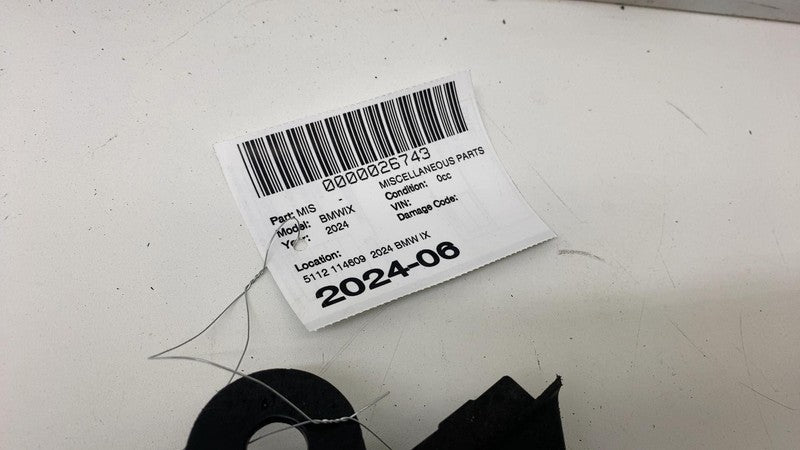 0000026743
Part: MIS - MISCELLANEOUS PARTS
Model: BMWIX Condition: 0cc
Year: 2024 VIN:
Damage Code:
Location:
5112 114609 2024 BMW IX
2024-06